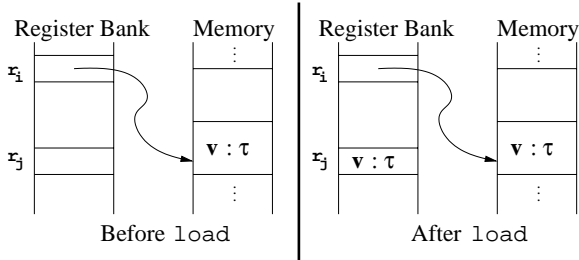 Register Bank Memory
r_i
r_j
v : τ
Before load
Register Bank Memory
r_i
r_j v : τ
v : τ
After load